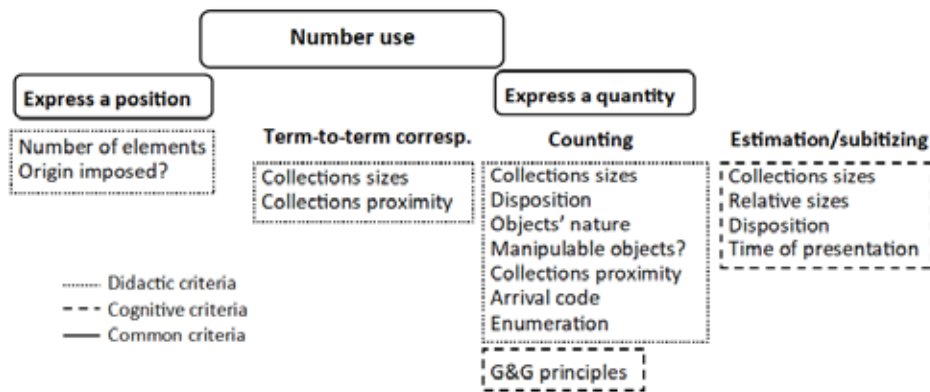 Number use
Express a position
Number of elements
Origin imposed?
Express a quantity
Term-to-term corresp.
Collections sizes
Collections proximity
Counting
Collections sizes
Disposition
Objects' nature
Manipulable objects?
Collections proximity
Arrival code
Enumeration
G&G principles
Estimation/subitizing
Collections sizes
Relative sizes
Disposition
Time of presentation
Didactic criteria
Cognitive criteria
Common criteria